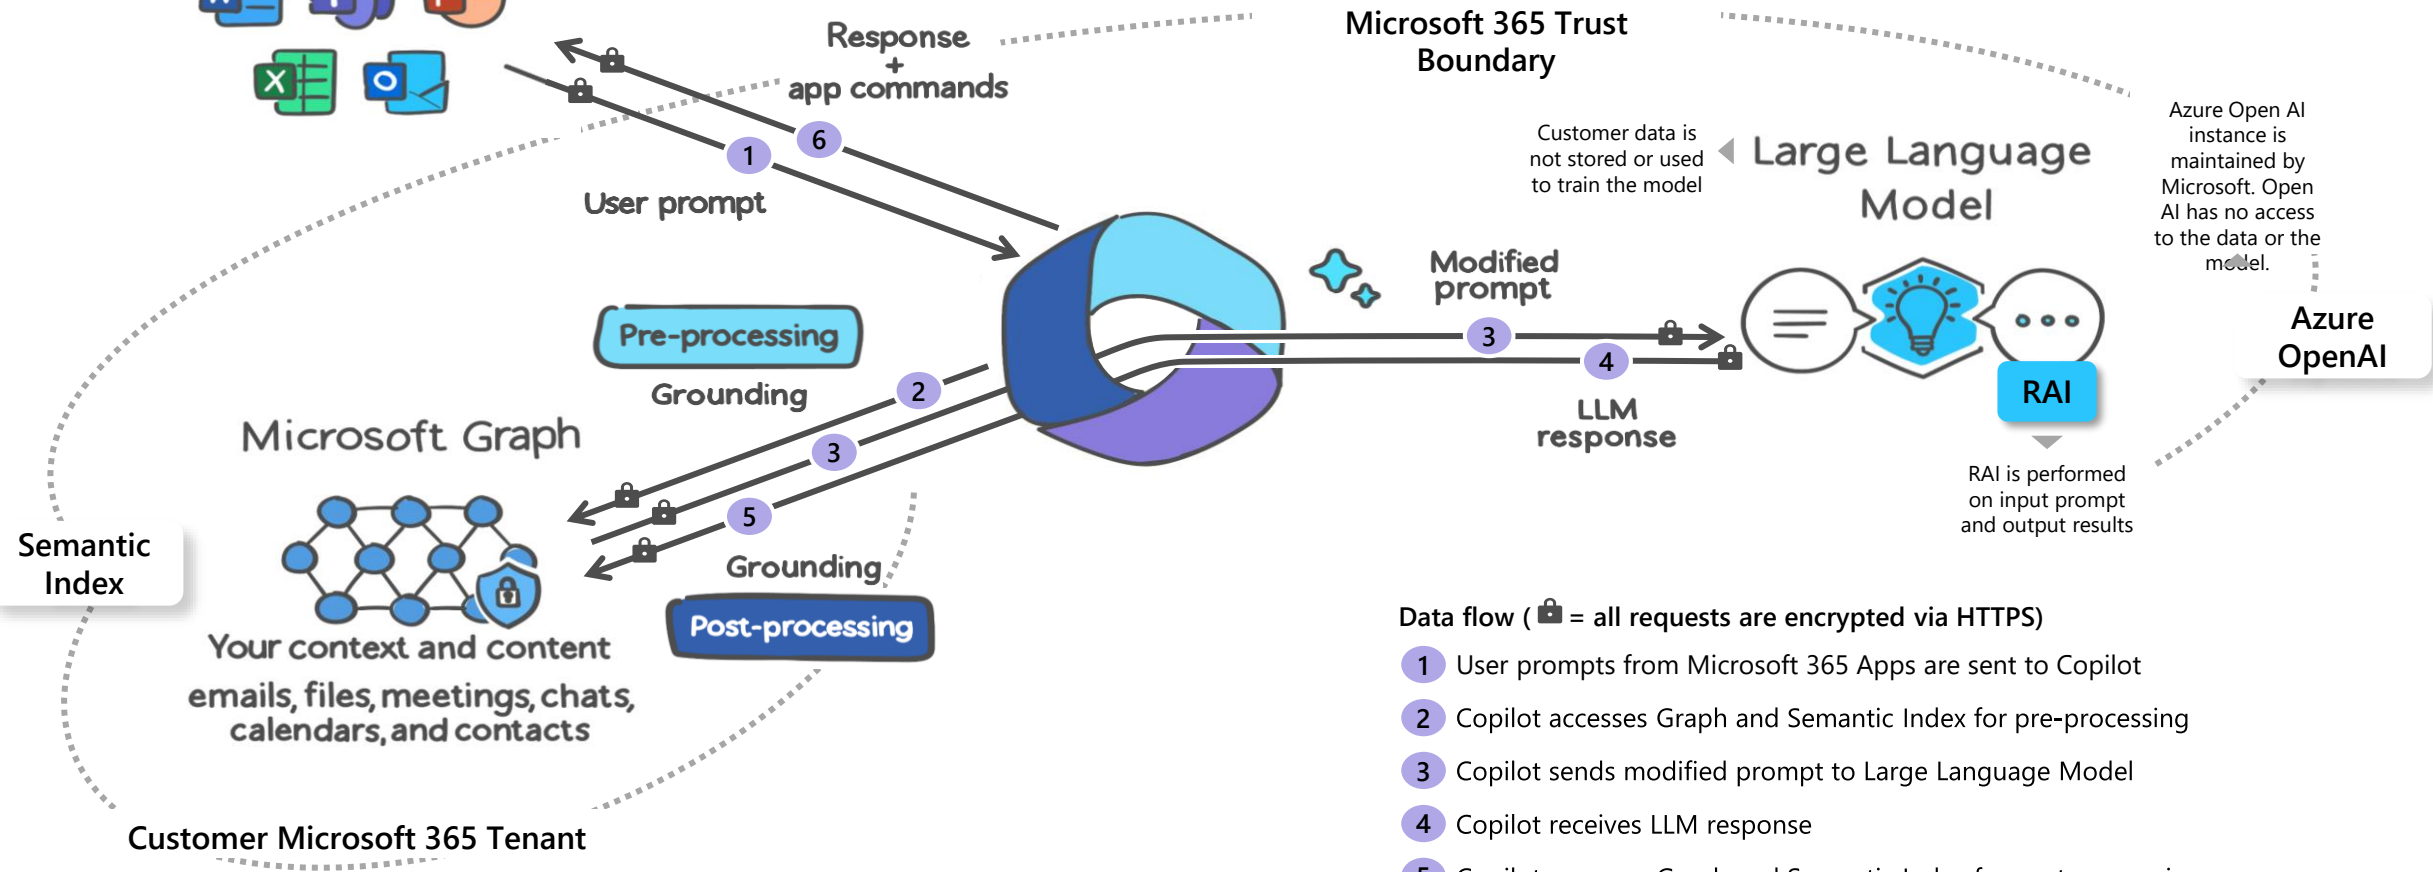 Microsoft 365 Trust
Boundary
Response
+
app commands
X
O
1
6
User prompt
Customer data is
not stored or used
to train the model
Large Language
Model
Azure Open AI
instance is
maintained by
Microsoft. Open
AI has no access
to the data or the
model.
Modified
prompt
Pre-processing
Grounding
2
3
4
LLM
response
RAI
Azure
OpenAI
RAI is performed
on input prompt
and output results
Microsoft Graph
3
5
Grounding
Post-processing
Semantic
Index
Your context and content
emails, files, meetings, chats,
calendars, and contacts
Customer Microsoft 365 Tenant
Data flow ( = all requests are encrypted via HTTPS)
1 User prompts from Microsoft 365 Apps are sent to Copilot
2 Copilot accesses Graph and Semantic Index for pre-processing
3 Copilot sends modified prompt to Large Language Model
4 Copilot receives LLM response